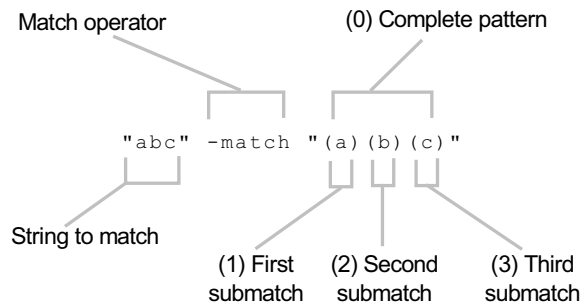 Match operator
(0) Complete pattern
"abc" -match "(a)(b)(c)"
String to match
(1) First
submatch
(2) Second
submatch
(3) Third
submatch